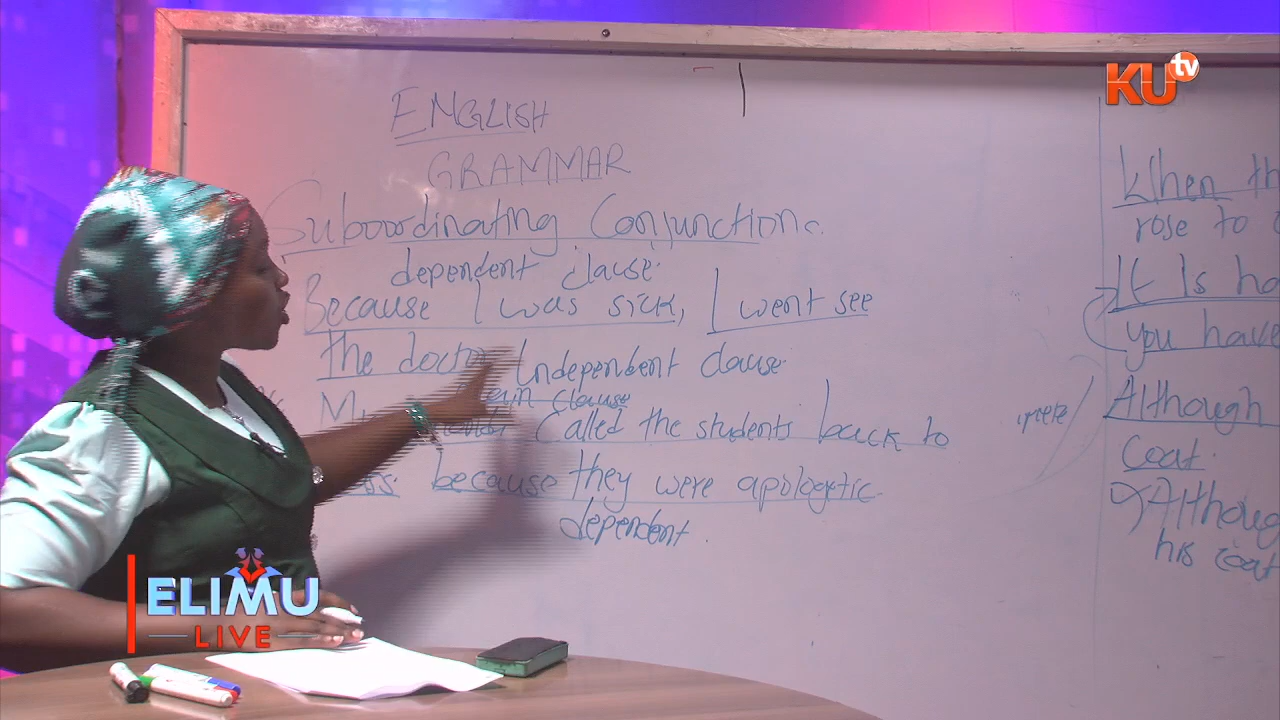 ENGLISH
GRAMMAR
Subordinating Conjunctions
dependent clause.
Because I was sick, I went see
the doctor Independent clause.
clause
Called the students back to
because they were apologetic.
dependent.
When th
rose to
It Is ha
you have
Although
Coat.
Althoug
his coat
KU tv
ELIMU
LIVE